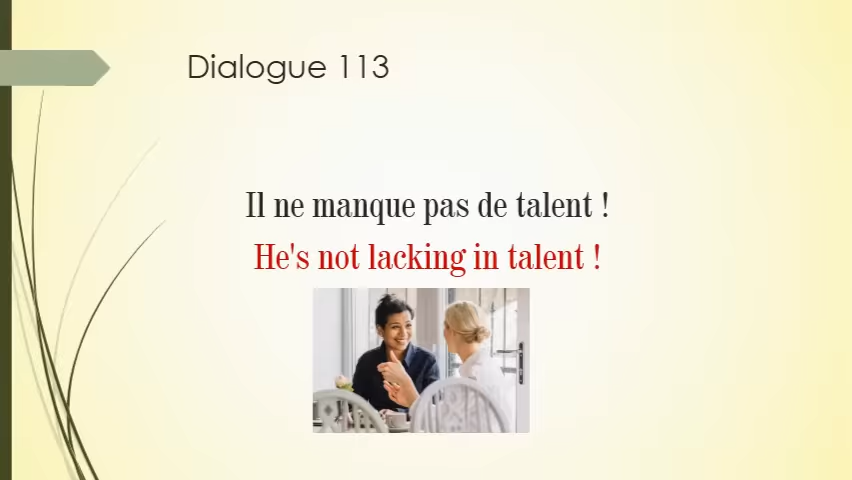 Dialogue 113
Il ne manque pas de talent !
He's not lacking in talent !